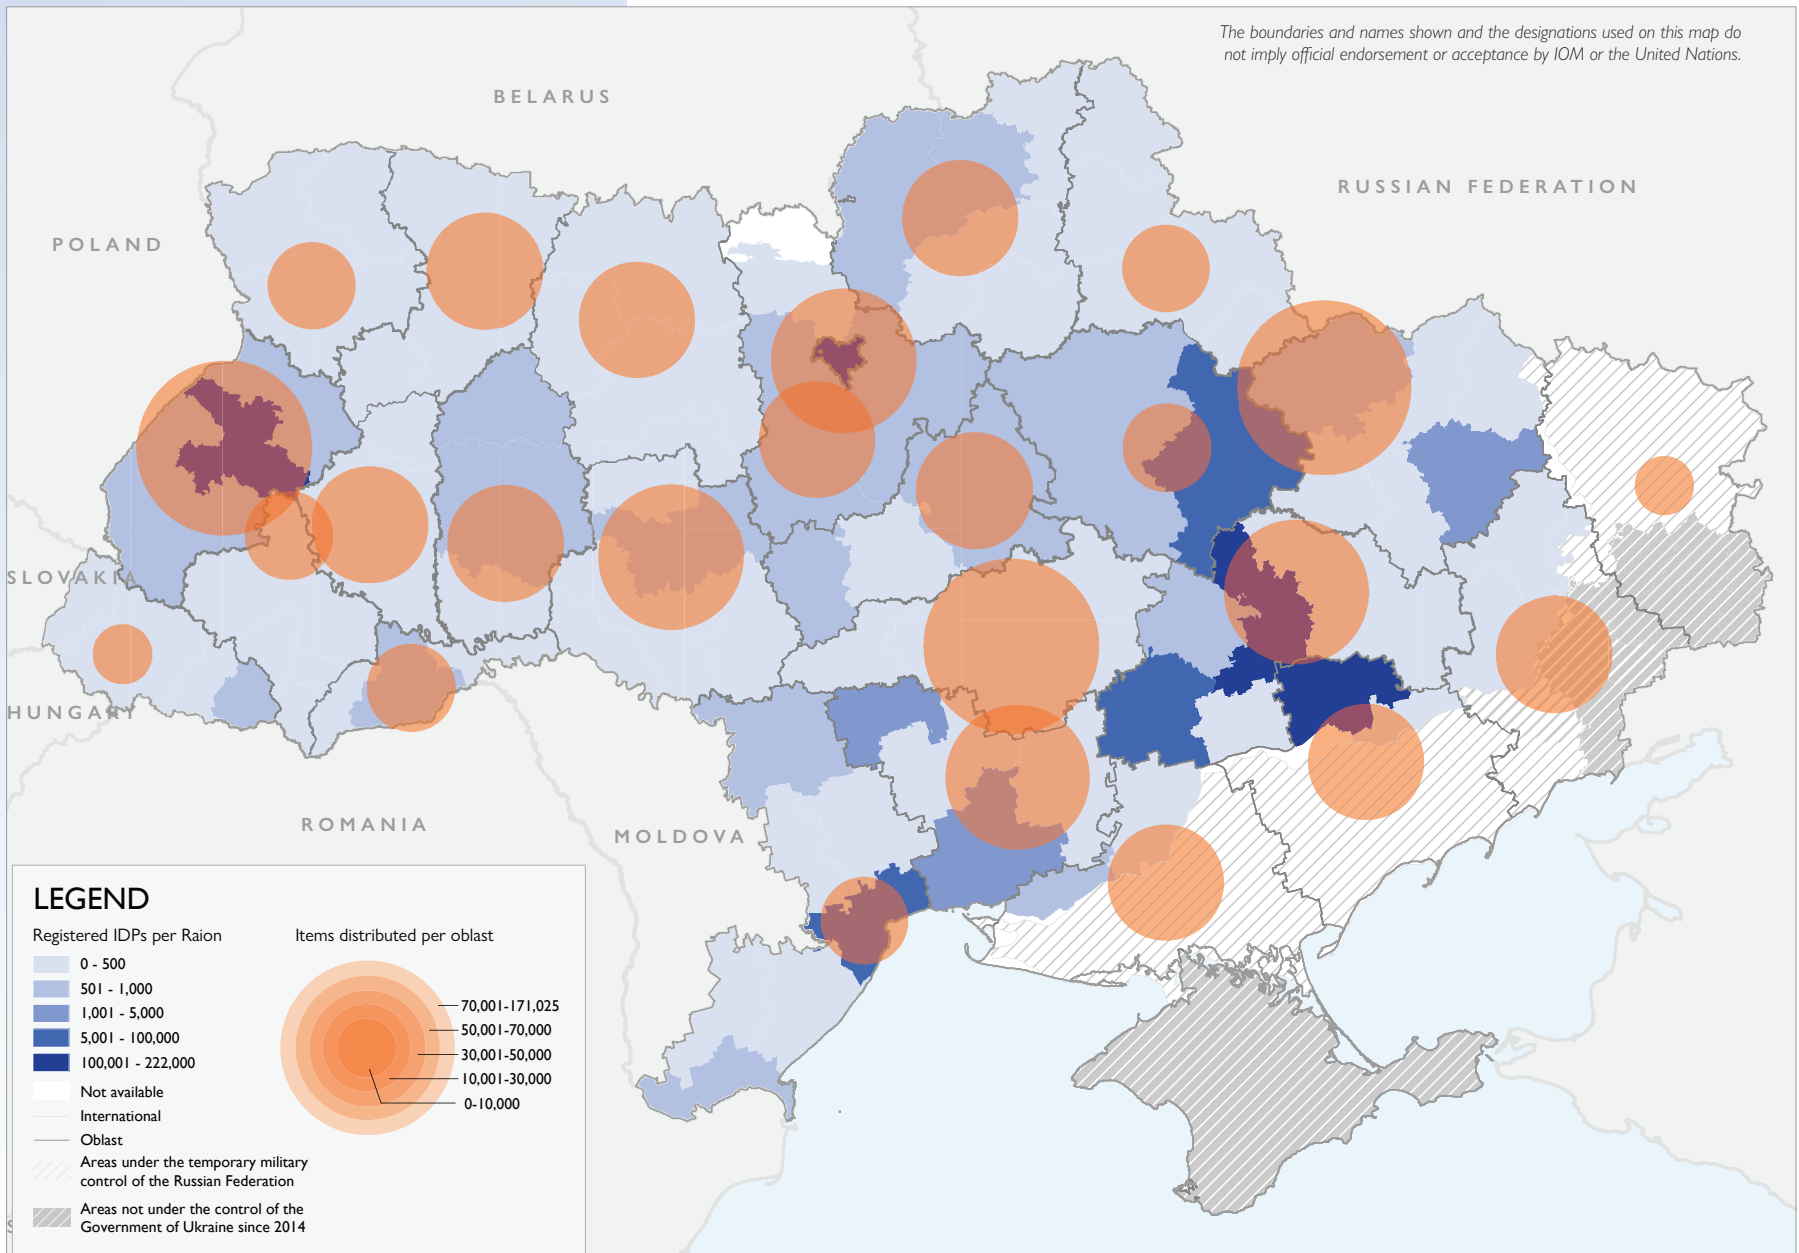 The boundaries and names shown and the designations used on this map do
not imply official endorsement or acceptance by IOM or the United Nations.
BELARUS
RUSSIAN FEDERATION
POLAND
SLOVAKIA
HUNGARY
ROMANIA
MOLDOVA
LEGEND
Registered IDPs per Raion
0 - 500
501 - 1,000
1,001 - 5,000
5,001 - 100,000
100,001 - 222,000
Not available
International
Oblast
Areas under the temporary military
control of the Russian Federation
Areas not under the control of the
Government of Ukraine since 2014
Items distributed per oblast
70,001-171,025
50,001-70,000
30,001-50,000
10,001-30,000
0-10,000